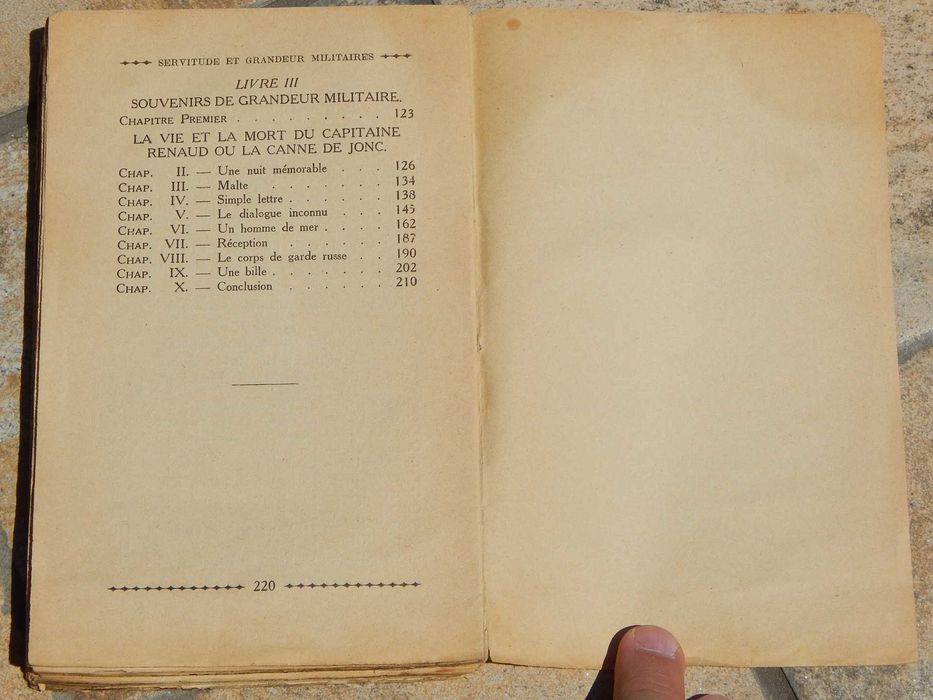 SERVITUDE ET GRANDEUR MILITAIRES
LIVRE III
SOUVENIRS DE GRANDEUR MILITAIRE.
CHAPITRE PREMIER . . . . . . . . . 123
LA VIE ET LA MORT DU CAPITAINE
RENAUD OU LA CANNE DE JONC.
CHAP. II. — Une nuit mémorable . . . 126
CHAP. III. — Malte . . . . . . . 134
CHAP. IV. — Simple lettre . . . . . . 138
CHAP. V. — Le dialogue inconnu . . . 145
CHAP. VI. — Un homme de mer . . . . 162
CHAP. VII. — Réception . . . . . . 187
CHAP. VIII. — Le corps de garde russe . . 190
CHAP. IX. — Une bille . . . . . . . 202
CHAP. X. — Conclusion . . . . . . 210
220